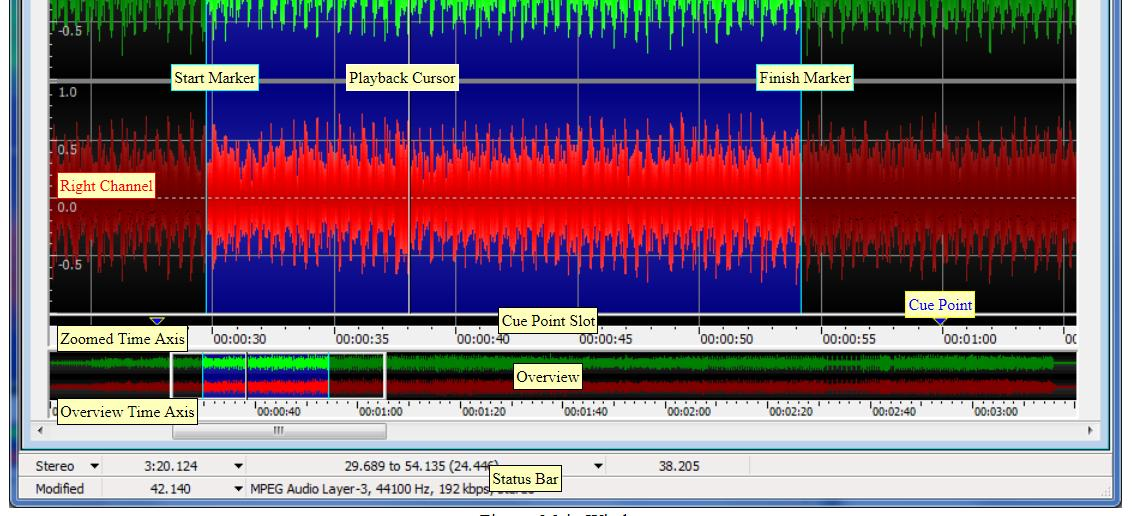 -0.5
Start Marker Playback Cursor Finish Marker
1.0
0.5
Right Channel
0.0
-0.5
Cue Point
Cue Point Slot
Zoomed Time Axis 00:00:30 00:00:35 00:00:40 00:00:45 00:00:50 00:00:55 00:01:00
Overview
Overview Time Axis 00:00:40 00:01:00 00:01:20 00:01:40 00:02:00 00:02:20 00:02:40 00:03:00
Stereo 3:20.124 29.689 to 54.135 (24.446) 38.205
Status Bar
Modified 42.140 MPEG Audio Layer-3, 44100 Hz, 192 kbps,